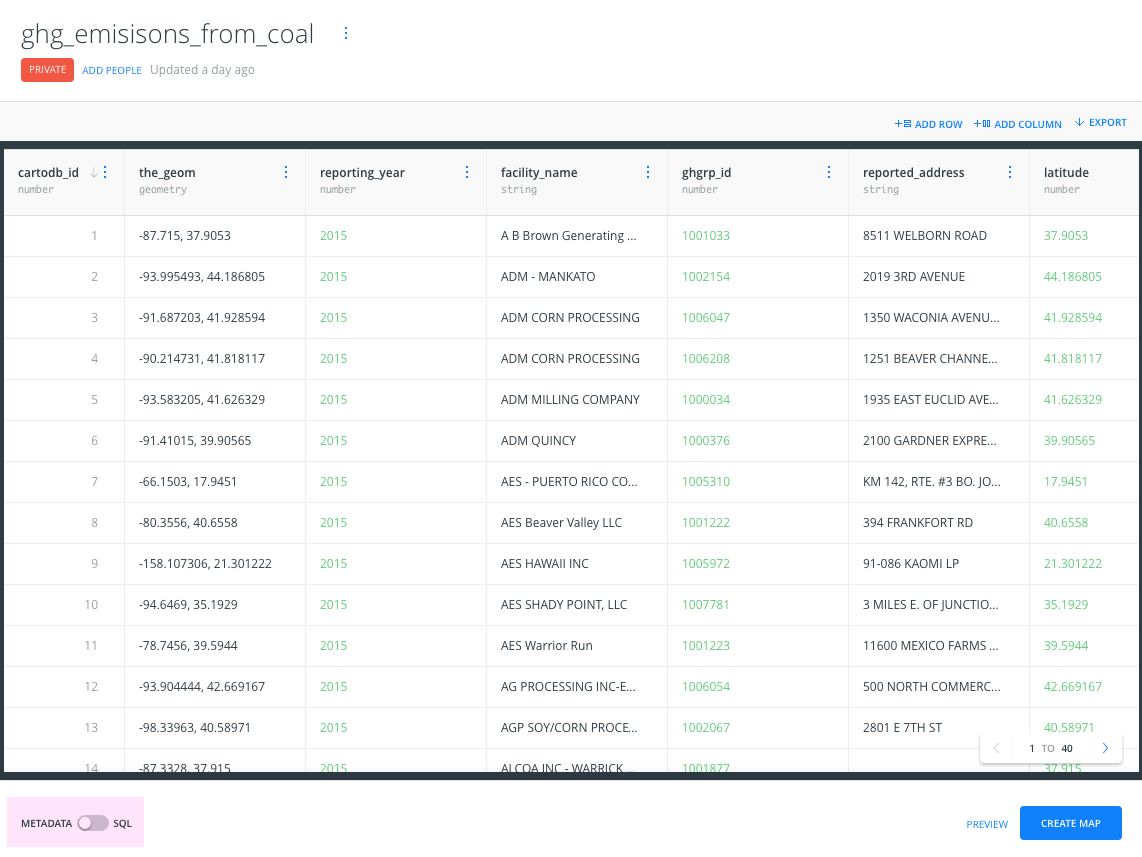 ghg_emisisons_from_coal
PRIVATE ADD PEOPLE Updated a day ago
ADD ROW ADD COLUMN EXPORT
cartodb_id the_geom reporting_year facility_name ghgrp_id reported_address latitude
number geometry number string number string number
1 -87.715, 37.9053 2015 A B Brown Generating ... 1001033 8511 WELBORN ROAD 37.9053
2 -93.995493, 44.186805 2015 ADM - MANKATO 1002154 2019 3RD AVENUE 44.186805
3 -91.687203, 41.928594 2015 ADM CORN PROCESSING 1006047 1350 WACONIA AVENU... 41.928594
4 -90.214731, 41.818117 2015 ADM CORN PROCESSING 1006208 1251 BEAVER CHANNE... 41.818117
5 -93.583205, 41.626329 2015 ADM MILLING COMPANY 1000034 1935 EAST EUCLID AVE... 41.626329
6 -91.41015, 39.90565 2015 ADM QUINCY 1000376 2100 GARDNER EXPRE... 39.90565
7 -66.1503, 17.9451 2015 AES - PUERTO RICO CO... 1005310 KM 142, RTE. #3 BO. JO... 17.9451
8 -80.3556, 40.6558 2015 AES Beaver Valley LLC 1001222 394 FRANKFORT RD 40.6558
9 -158.107306, 21.301222 2015 AES HAWAII INC 1005972 91-086 KAOMI LP 21.301222
10 -94.6469, 35.1929 2015 AES SHADY POINT, LLC 1007781 3 MILES E. OF JUNCTIO... 35.1929
11 -78.7456, 39.5944 2015 AES Warrior Run 1001223 11600 MEXICO FARMS ... 39.5944
12 -93.904444, 42.669167 2015 AG PROCESSING INC-E... 1006054 500 NORTH COMMERC... 42.669167
13 -98.33963, 40.58971 2015 AGP SOY/CORN PROCE... 1002067 2801 E 7TH ST 40.58971
14 -87.3328, 37.915 2015 ALCOA INC - WARRICK ... 1001877 37.915
1 TO 40
METADATA SQL PREVIEW CREATE MAP